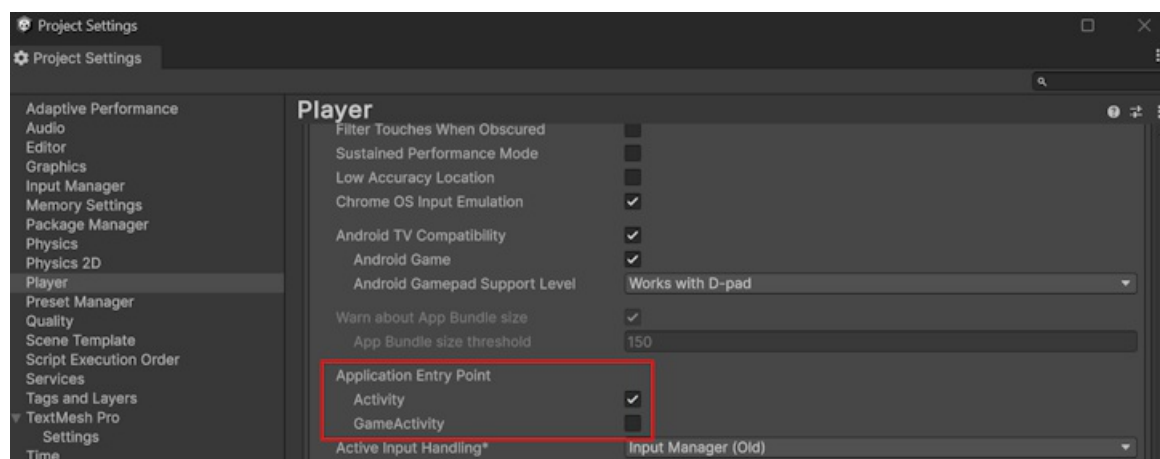 Project Settings
Project Settings
Adaptive Performance
Audio
Editor
Graphics
Input Manager
Memory Settings
Package Manager
Physics
Physics 2D
Player
Preset Manager
Quality
Scene Template
Script Execution Order
Services
Tags and Layers
TextMesh Pro
Settings
Time
Player
Filter Touches When Obscured
Sustained Performance Mode
Low Accuracy Location
Chrome OS Input Emulation
Android TV Compatibility
Android Game
Android Gamepad Support Level Works with D-pad
Warn about App Bundle size
App Bundle size threshold 150
Application Entry Point
Activity
GameActivity
Active Input Handling* Input Manager (Old)